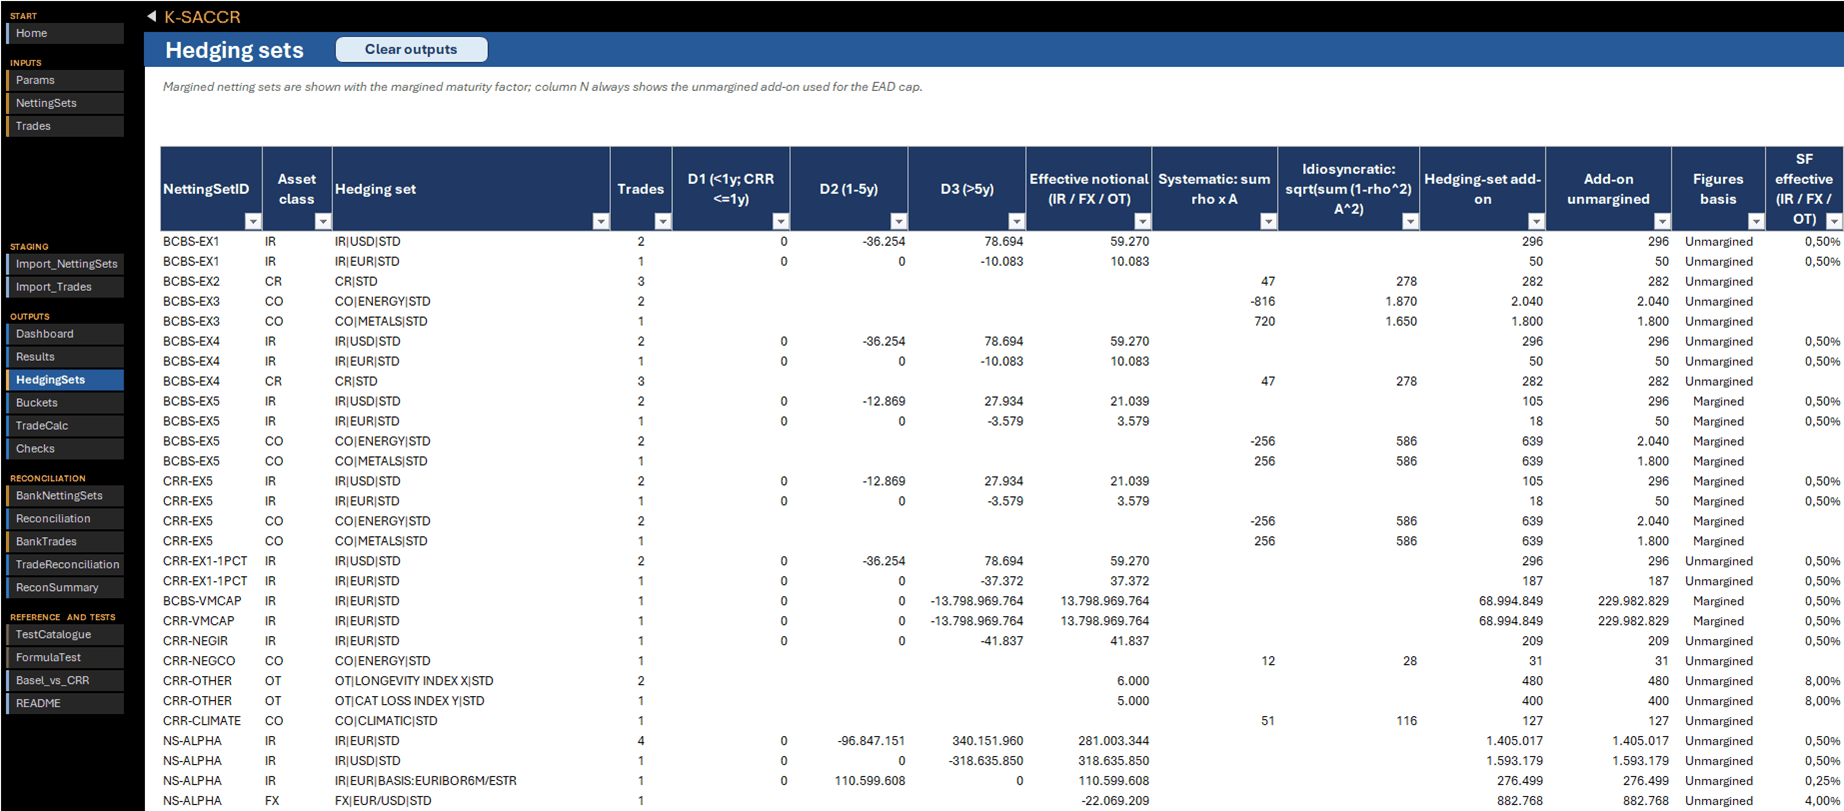 START
Home
INPUTS
Params
NettingSets
Trades
STAGING
Import_NettingSets
Import_Trades
OUTPUTS
Dashboard
Results
HedgingSets
Buckets
TradeCalc
Checks
RECONCILIATION
BankNettingSets
Reconciliation
BankTrades
TradeReconciliation
ReconSummary
REFERENCE AND TESTS
TestCatalogue
FormulaTest
Basel_vs_CRR
README
K-SACCR
Hedging sets Clear outputs
Margined netting sets are shown with the margined maturity factor; column N always shows the unmargined add-on used for the EAD cap.
NettingSetID Asset class Hedging set Trades D1 (<1y; CRR <=1y) D2 (1-5y) D3 (>5y) Effective notional (IR / FX / OT) Systematic: sum rho x A Idiosyncratic: sqrt(sum (1-rho^2) A^2) Hedging-set add-on Add-on unmargined Figures basis SF effective (IR / FX / OT)
BCBS-EX1 IR IR|USD|STD 2 0 -36.254 78.694 59.270 296 296 Unmargined 0,50%
BCBS-EX1 IR IR|EUR|STD 1 0 0 -10.083 10.083 50 50 Unmargined 0,50%
BCBS-EX2 CR CR|STD 3 47 278 282 282 Unmargined
BCBS-EX3 CO CO|ENERGY|STD 2 -816 1.870 2.040 2.040 Unmargined
BCBS-EX3 CO CO|METALS|STD 1 720 1.650 1.800 1.800 Unmargined
BCBS-EX4 IR IR|USD|STD 2 0 -36.254 78.694 59.270 296 296 Unmargined 0,50%
BCBS-EX4 IR IR|EUR|STD 1 0 0 -10.083 10.083 50 50 Unmargined 0,50%
BCBS-EX4 CR CR|STD 3 47 278 282 282 Unmargined
BCBS-EX5 IR IR|USD|STD 2 0 -12.869 27.934 21.039 105 296 Margined 0,50%
BCBS-EX5 IR IR|EUR|STD 1 0 0 -3.579 3.579 18 50 Margined 0,50%
BCBS-EX5 CO CO|ENERGY|STD 2 -256 586 639 2.040 Margined
BCBS-EX5 CO CO|METALS|STD 1 256 586 639 1.800 Margined
CRR-EX5 IR IR|USD|STD 2 0 -12.869 27.934 21.039 105 296 Margined 0,50%
CRR-EX5 IR IR|EUR|STD 1 0 0 -3.579 3.579 18 50 Margined 0,50%
CRR-EX5 CO CO|ENERGY|STD 2 -256 586 639 2.040 Margined
CRR-EX5 CO CO|METALS|STD 1 256 586 639 1.800 Margined
CRR-EX1-1PCT IR IR|USD|STD 2 0 -36.254 78.694 59.270 296 296 Unmargined 0,50%
CRR-EX1-1PCT IR IR|EUR|STD 1 0 0 -37.372 37.372 187 187 Unmargined 0,50%
BCBS-VMCAP IR IR|EUR|STD 1 0 0 -13.798.969.764 13.798.969.764 68.994.849 229.982.829 Margined 0,50%
CRR-VMCAP IR IR|EUR|STD 1 0 0 -13.798.969.764 13.798.969.764 68.994.849 229.982.829 Margined 0,50%
CRR-NEGIR IR IR|EUR|STD 1 0 0 -41.837 41.837 209 209 Unmargined 0,50%
CRR-NEGCO CO CO|ENERGY|STD 1 12 28 31 31 Unmargined
CRR-OTHER OT OT|LONGEVITY INDEX X|STD 2 6.000 480 480 Unmargined 8,00%
CRR-OTHER OT OT|CAT LOSS INDEX Y|STD 1 5.000 400 400 Unmargined 8,00%
CRR-CLIMATE CO CO|CLIMATIC|STD 1 51 116 127 127 Unmargined
NS-ALPHA IR IR|EUR|STD 4 0 -96.847.151 340.151.960 281.003.344 1.405.017 1.405.017 Unmargined 0,50%
NS-ALPHA IR IR|USD|STD 1 0 0 -318.635.850 318.635.850 1.593.179 1.593.179 Unmargined 0,50%
NS-ALPHA IR IR|EUR|BASIS:EURIBOR6M/ESTR 1 0 110.599.608 0 110.599.608 276.499 276.499 Unmargined 0,25%
NS-ALPHA FX FX|EUR/USD|STD 1 -22.069.209 882.768 882.768 Unmargined 4,00%